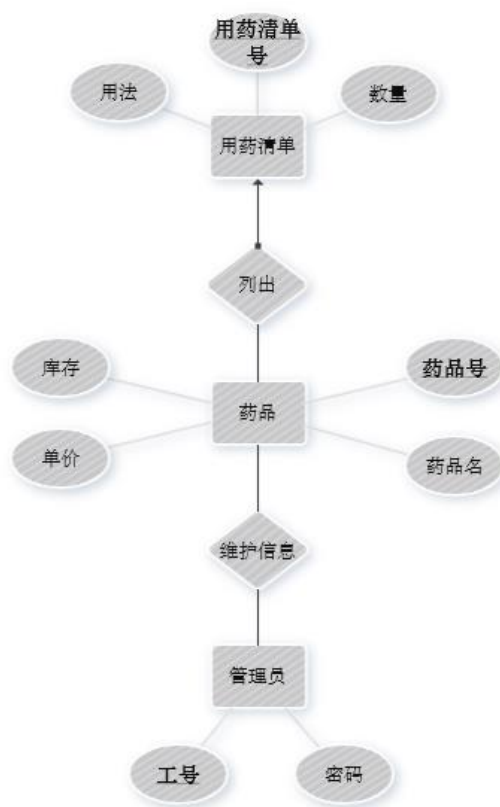 用药清单
号
用法
数量
用药清单
列出
库存
药品号
药品
单价
药品名
维护信息
管理员
工号
密码